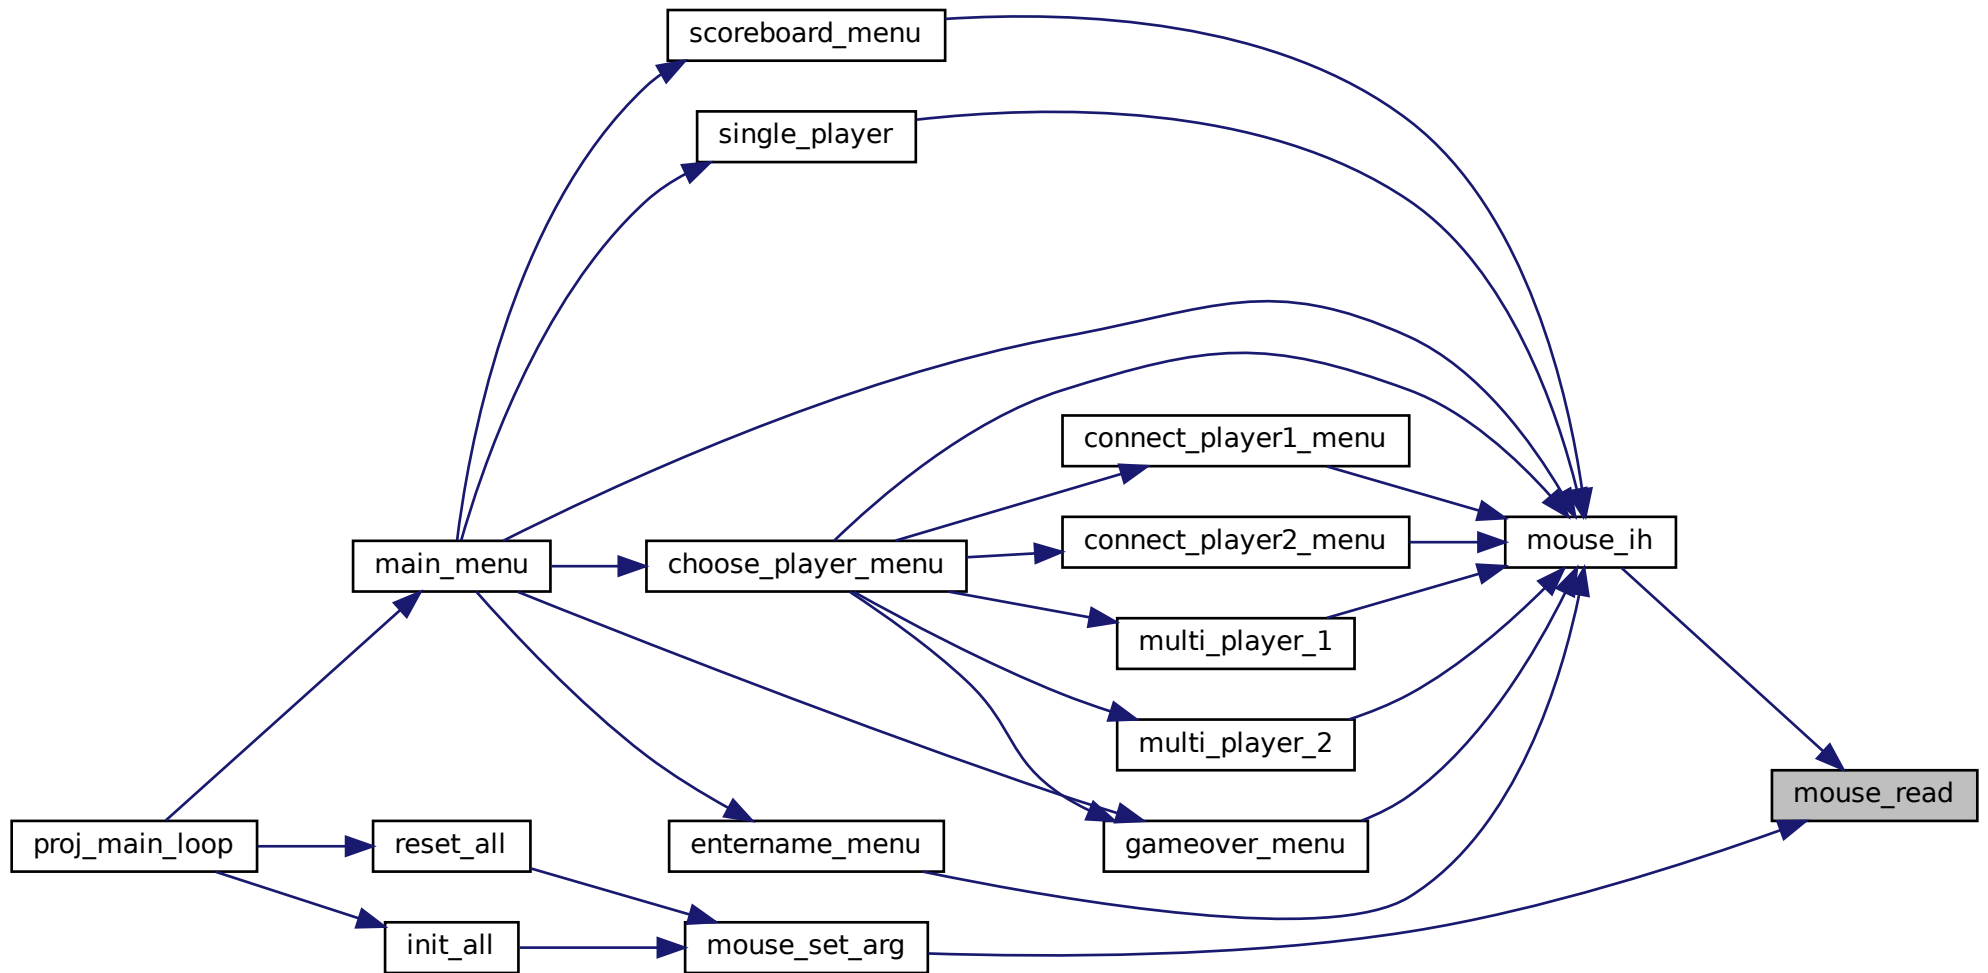 scoreboard_menu
single_player
connect_player1_menu
connect_player2_menu
mouse_ih
main_menu
choose_player_menu
multi_player_1
multi_player_2
mouse_read
proj_main_loop
reset_all
entername_menu
gameover_menu
init_all
mouse_set_arg